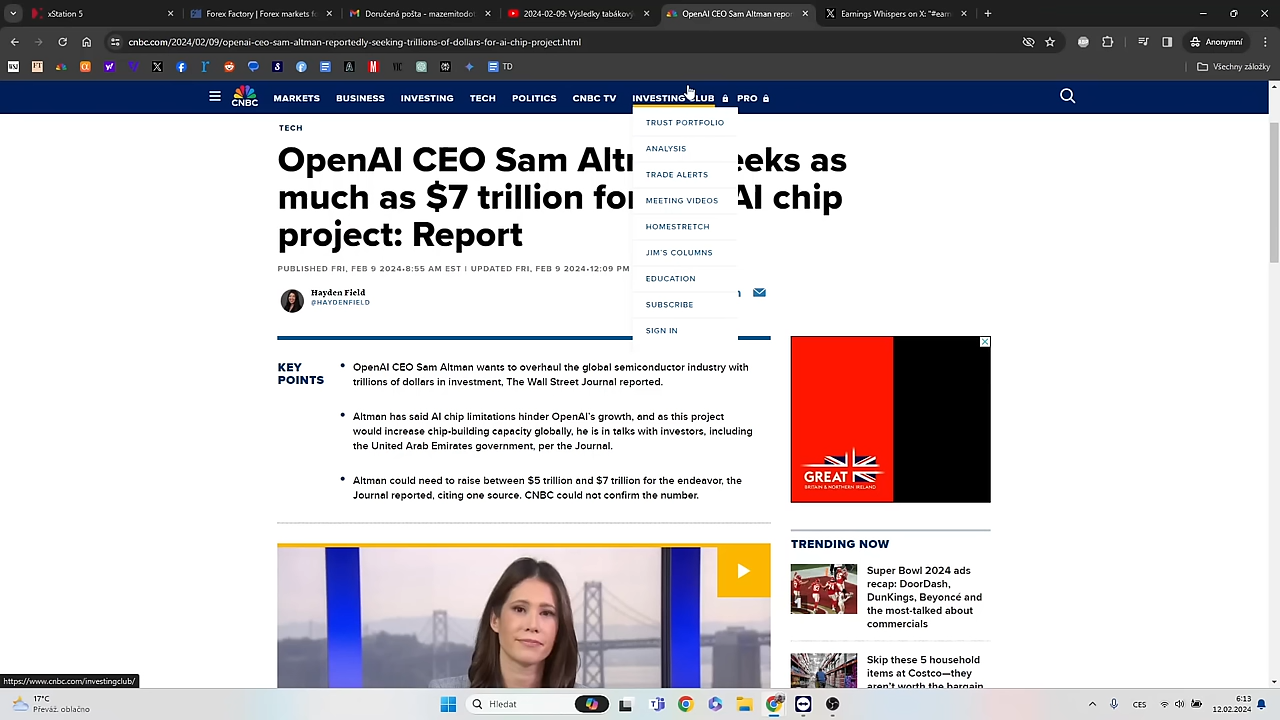 xStation 5
Forex Factory | Forex markets fo
Doručená pošta - mazemitodol
2024-02-09: Výsledky tabákový
OpenAI CEO Sam Altman repor
Earnings Whispers on X: "#earn
cnbc.com/2024/02/09/openai-ceo-sam-altman-reportedly-seeking-trillions-of-dollars-for-ai-chip-project.html
Anonymní
TD
Všechny záložky
CNBC
MARKETS
BUSINESS
INVESTING
TECH
POLITICS
CNBC TV
INVESTING CLUB
PRO
TRUST PORTFOLIO
ANALYSIS
TRADE ALERTS
MEETING VIDEOS
HOMESTRETCH
JIM'S COLUMNS
EDUCATION
SUBSCRIBE
SIGN IN
TECH
OpenAI CEO Sam Altm eeks as
much as $7 trillion for AI chip
project: Report
PUBLISHED FRI, FEB 9 2024•8:55 AM EST | UPDATED FRI, FEB 9 2024•12:09 PM
Hayden Field
@HAYDENFIELD
KEY
POINTS
OpenAI CEO Sam Altman wants to overhaul the global semiconductor industry with
trillions of dollars in investment, The Wall Street Journal reported.
Altman has said AI chip limitations hinder OpenAI's growth, and as this project
would increase chip-building capacity globally, he is in talks with investors, including
the United Arab Emirates government, per the Journal.
Altman could need to raise between $5 trillion and $7 trillion for the endeavor, the
Journal reported, citing one source. CNBC could not confirm the number.
GREAT
BRITAIN & NORTHERN IRELAND
TRENDING NOW
Super Bowl 2024 ads
recap: DoorDash,
DunKings, Beyoncé and
the most-talked about
commercials
Skip these 5 household
items at Costco—they
aren't worth the bargain
https://www.cnbc.com/investingclub/
17°C
Převáž. oblačno
Hledat
CES
6:13
12.02.2024